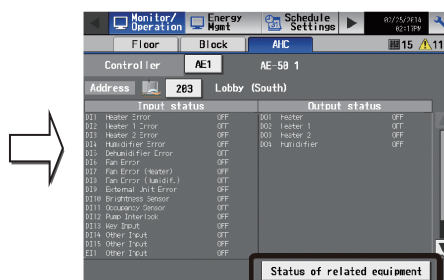 Monitor/ Operation Energy Mgmt Schedule Settings 02/25/2014 02:17PM
Floor Block AHC 15 11
Controller AE1 AE-50 1
Address 203 Lobby (South)
Input status Output status
DI1 Heater Error OFF DO1 Heater OFF
DI2 Heater 1 Error OFF DO2 Heater 1 OFF
DI3 Heater 2 Error OFF DO3 Heater 2 OFF
DI4 Humidifier Error OFF DO4 Humidifier OFF
DI5 Dehumidifier Error OFF
DI6 Fan Error OFF
DI7 Fan Error (Heater) OFF
DI8 Fan Error (Humidif.) OFF
DI9 External Unit Error OFF
DI10 Brightness Sensor OFF
DI11 Occupancy Sensor OFF
DI12 Pump Interlock OFF
DI13 Key Input OFF
DI14 Other Input OFF
DI15 Other Input OFF
EI1 Other Input OFF
Status of related equipment